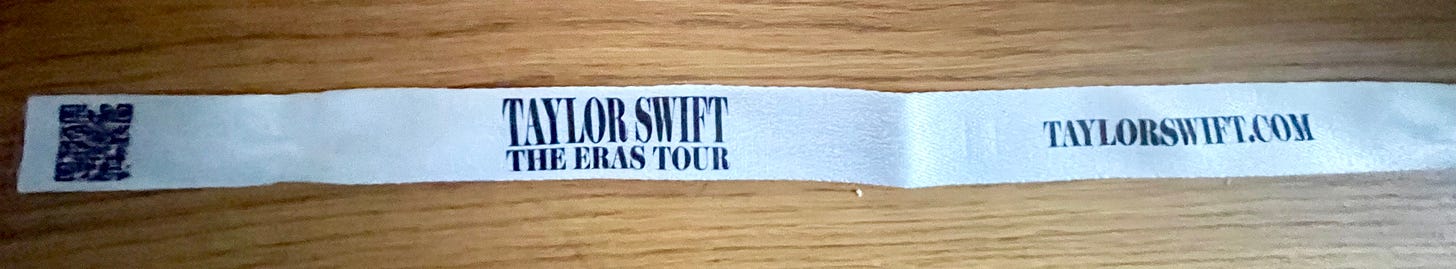 TAYLOR SWIFT
THE ERAS TOUR
TAYLORSWIFT.COM